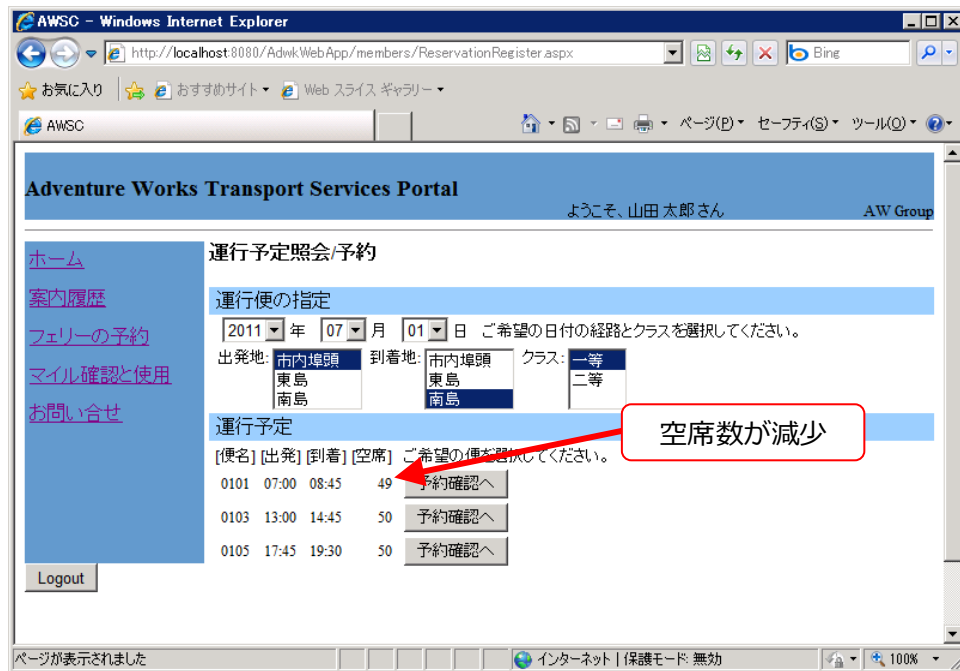 AWSC - Windows Internet Explorer
http://localhost:8080/AdwkWebApp/members/ReservationRegister.aspx
Bing
お気に入り
おすすめサイト
Web スライス ギャラリー
AWSC
ページ(P)
セーフティ(S)
ツール(O)
Adventure Works Transport Services Portal
ようこそ、山田 太郎 さん
AW Group
ホーム
案内履歴
フェリーの予約
マイル確認と使用
お問い合せ
Logout
運行予定照会/予約
運行便の指定
2011 年 07 月 01 日 ご希望の日付の経路とクラスを選択してください。
出発地: 市内埠頭 到着地: 市内埠頭 クラス: 一等
東島 東島 二等
南島 南島
運行予定
空席数が減少
[便名] [出発] [到着] [空席] ご希望の便を選択してください。
0101 07:00 08:45 49 予約確認へ
0103 13:00 14:45 50 予約確認へ
0105 17:45 19:30 50 予約確認へ
ページが表示されました
インターネット | 保護モード: 無効
100%